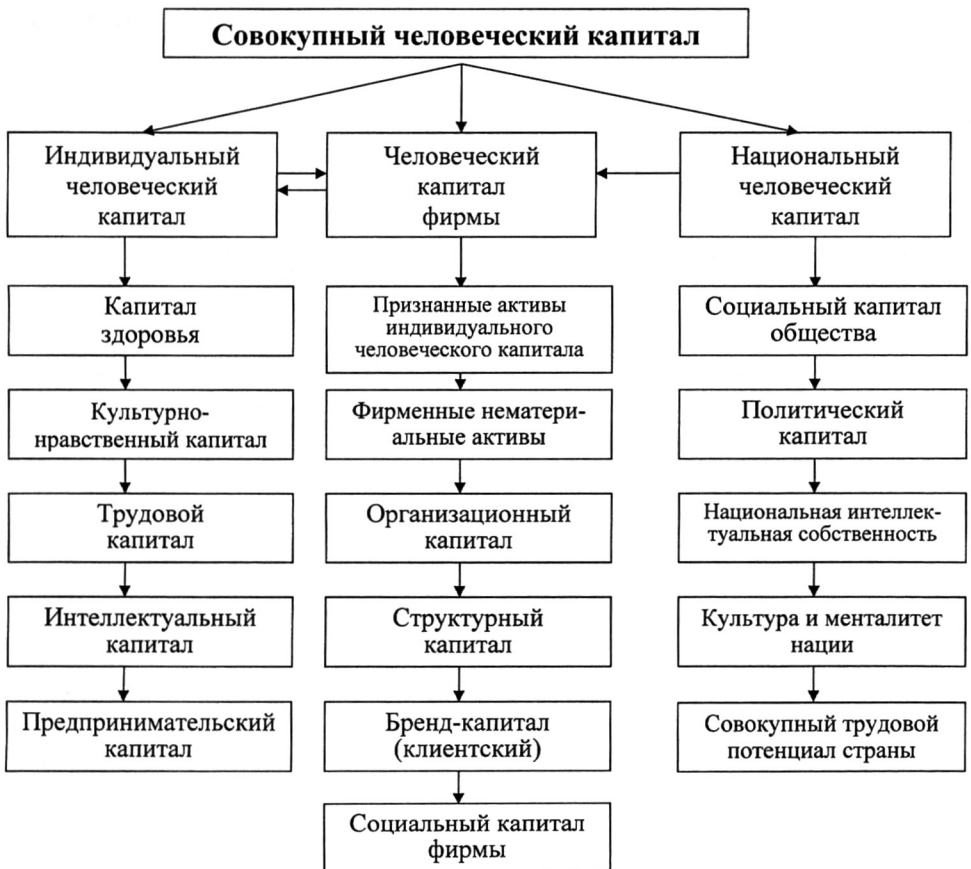 Совокупный человеческий капитал
Индивидуальный
человеческий
капитал
Человеческий
капитал
фирмы
Национальный
человеческий
капитал
Капитал
здоровья
Признанные активы
индивидуального
человеческого капитала
Социальный капитал
общества
Культурно-
нравственный капитал
Фирменные нематери-
альные активы
Политический
капитал
Трудовой
капитал
Организационный
капитал
Национальная интеллек-
туальная собственность
Интеллектуальный
капитал
Структурный
капитал
Культура и менталитет
нации
Предпринимательский
капитал
Бренд-капитал
(клиентский)
Совокупный трудовой
потенциал страны
Социальный капитал
фирмы